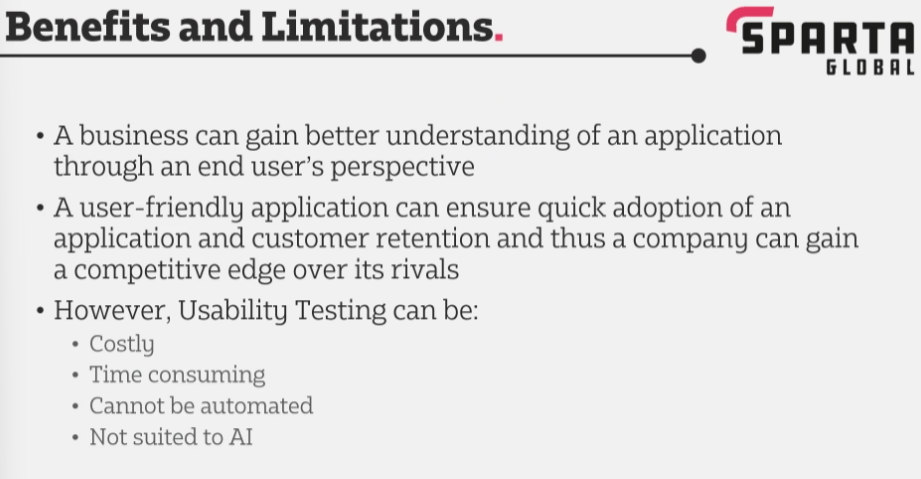 Benefits and Limitations.
SPARTA
GLOBAL
• A business can gain better understanding of an application
through an end user's perspective
• A user-friendly application can ensure quick adoption of an
application and customer retention and thus a company can gain
a competitive edge over its rivals
• However, Usability Testing can be:
• Costly
• Time consuming
• Cannot be automated
• Not suited to AI